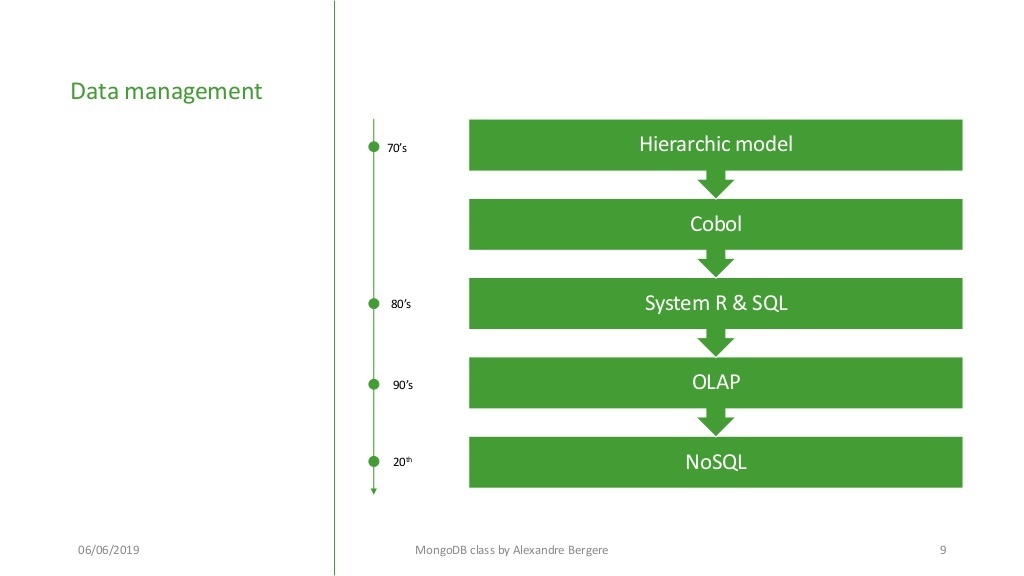 Data management
70's
Hierarchic model
Cobol
80's
System R & SQL
90's
OLAP
20th
NoSQL
06/06/2019
MongoDB class by Alexandre Bergere
9